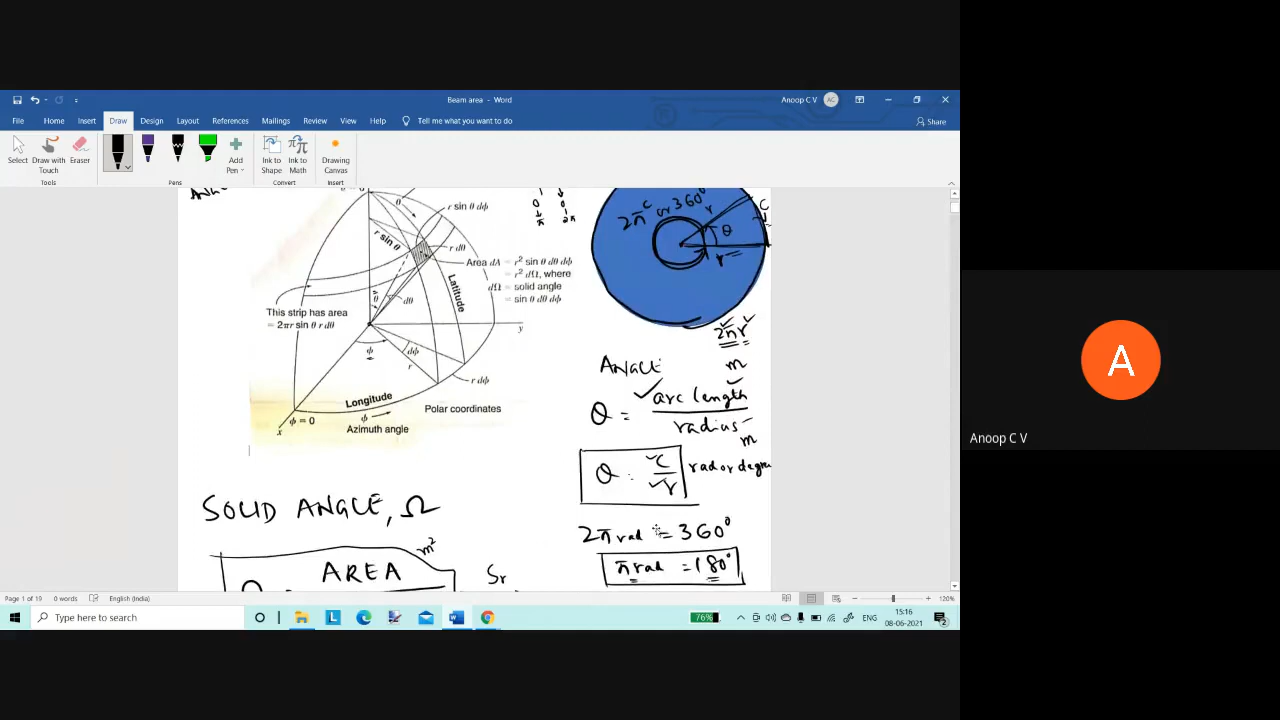 Beam area - Word
Anoop C V
AC
File
Home
Insert
Draw
Design
Layout
References
Mailings
Review
View
Help
Tell me what you want to do
Share
Select
Draw with Touch
Eraser
Add Pen
Ink to Shape
Ink to Math
Drawing Canvas
Tools
Pens
Convert
Insert
θ
r sin θ dϕ
r sin θ
r dθ
Area dA = r² sin θ dθ dϕ
= r² dΩ, where
dΩ = solid angle
= sin θ dθ dϕ
Latitude
θ
dθ
This strip has area
= 2πr sin θ r dθ
y
ϕ
dϕ
r
r dϕ
Longitude
ϕ
Polar coordinates
Azimuth angle
ϕ = 0
x
0 0
π 2π
2π^c or 360°
r
θ
r
C
2πr
ANGLE
m
θ = arc length
radius
m
θ = C
r
rad or degree
2π rad = 360°
π rad = 180°
SOLID ANGLE, Ω
m²
AREA
Sr
Page 1 of 19
0 words
English (India)
120%
Type here to search
76%
ENG
15:16
08-06-2021
2
A
Anoop C V